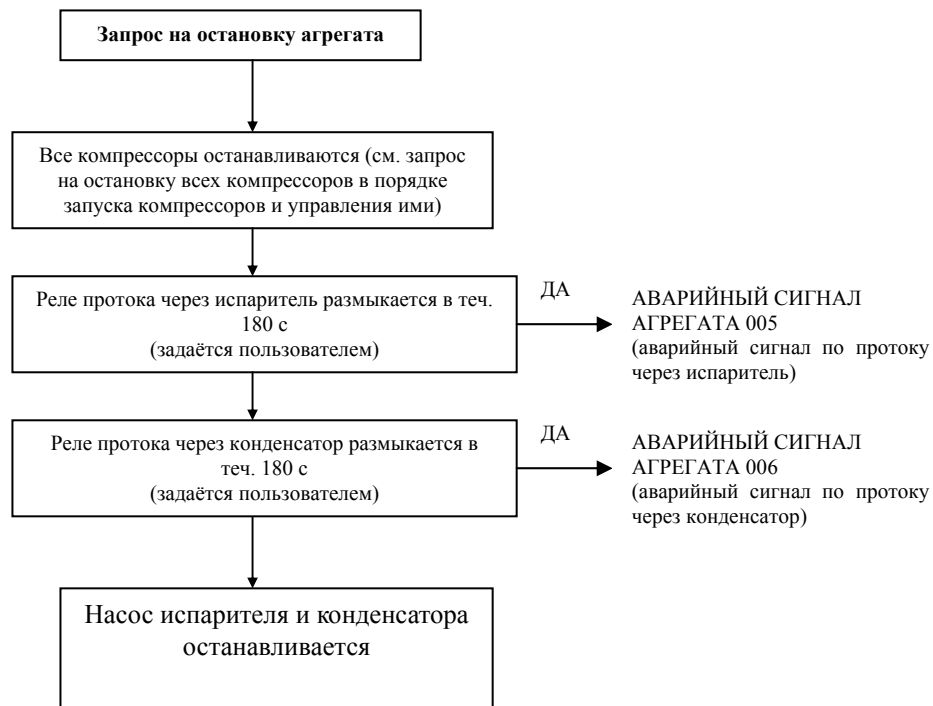 Запрос на остановку агрегата
Все компрессоры останавливаются (см. запрос
на остановку всех компрессоров в порядке
запуска компрессоров и управления ими)
Реле протока через испаритель размыкается в теч.
180 с
(задаётся пользователем)
ДА
АВАРИЙНЫЙ СИГНАЛ
АГРЕГАТА 005
(аварийный сигнал по протоку
через испаритель)
Реле протока через конденсатор размыкается в
теч. 180 с
(задаётся пользователем)
ДА
АВАРИЙНЫЙ СИГНАЛ
АГРЕГАТА 006
(аварийный сигнал по протоку
через конденсатор)
Насос испарителя и конденсатора
останавливается